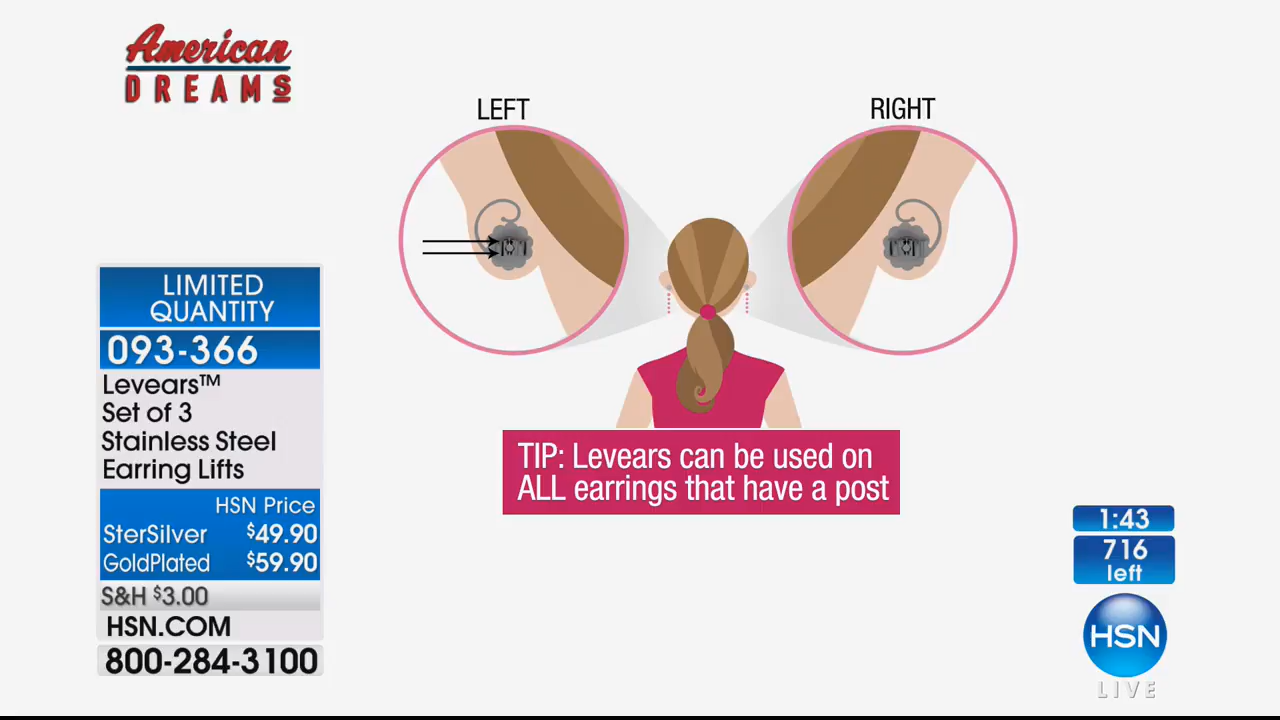 American
DREAMS
LEFT
RIGHT
LIMITED
QUANTITY
093-366
Levears™
Set of 3
Stainless Steel
Earring Lifts
HSN Price
SterSilver $49.90
GoldPlated $59.90
S&H $3.00
HSN.COM
800-284-3100
TIP: Levears can be used on
ALL earrings that have a post
1:43
716
left
HSN
LIVE